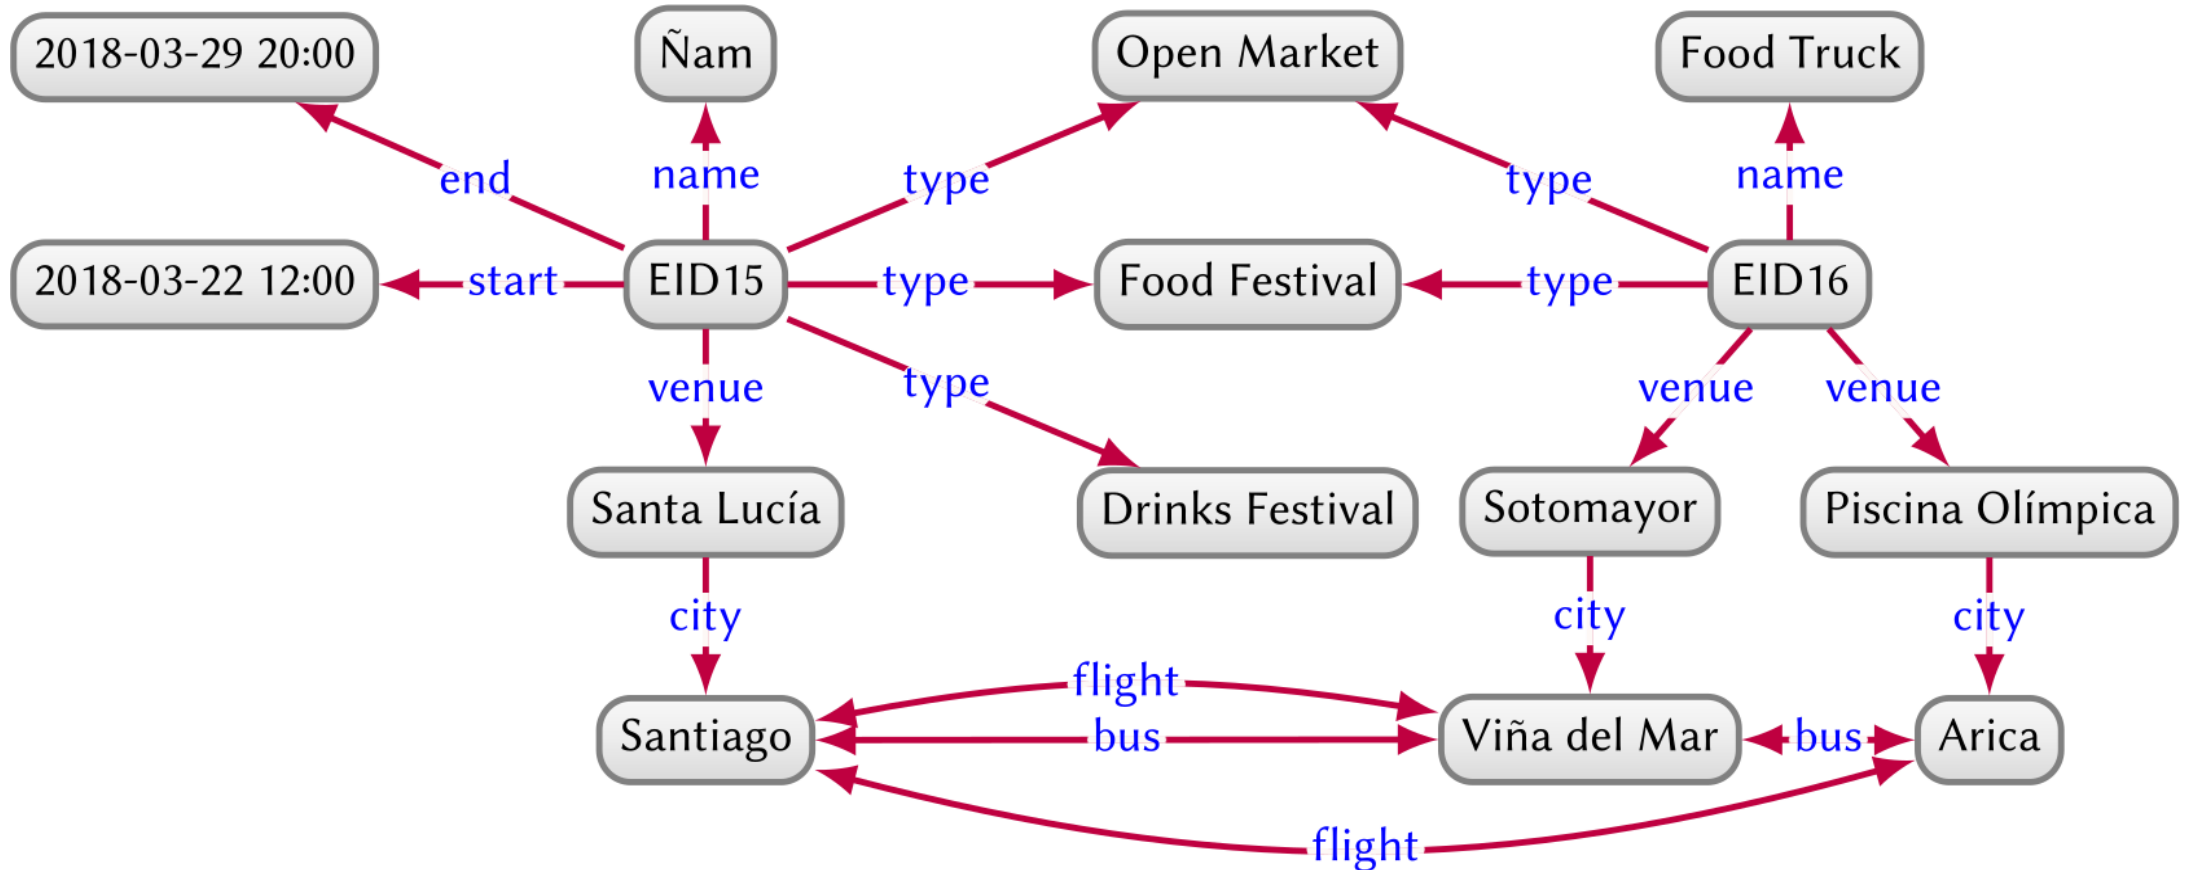 2018-03-29 20:00
Ñam
Open Market
Food Truck
end
name
type
type
name
2018-03-22 12:00
start
EID15
type
Food Festival
type
EID16
venue
type
venue
venue
Santa Lucía
Drinks Festival
Sotomayor
Piscina Olímpica
city
city
city
flight
Santiago
bus
Viña del Mar
bus
Arica
flight